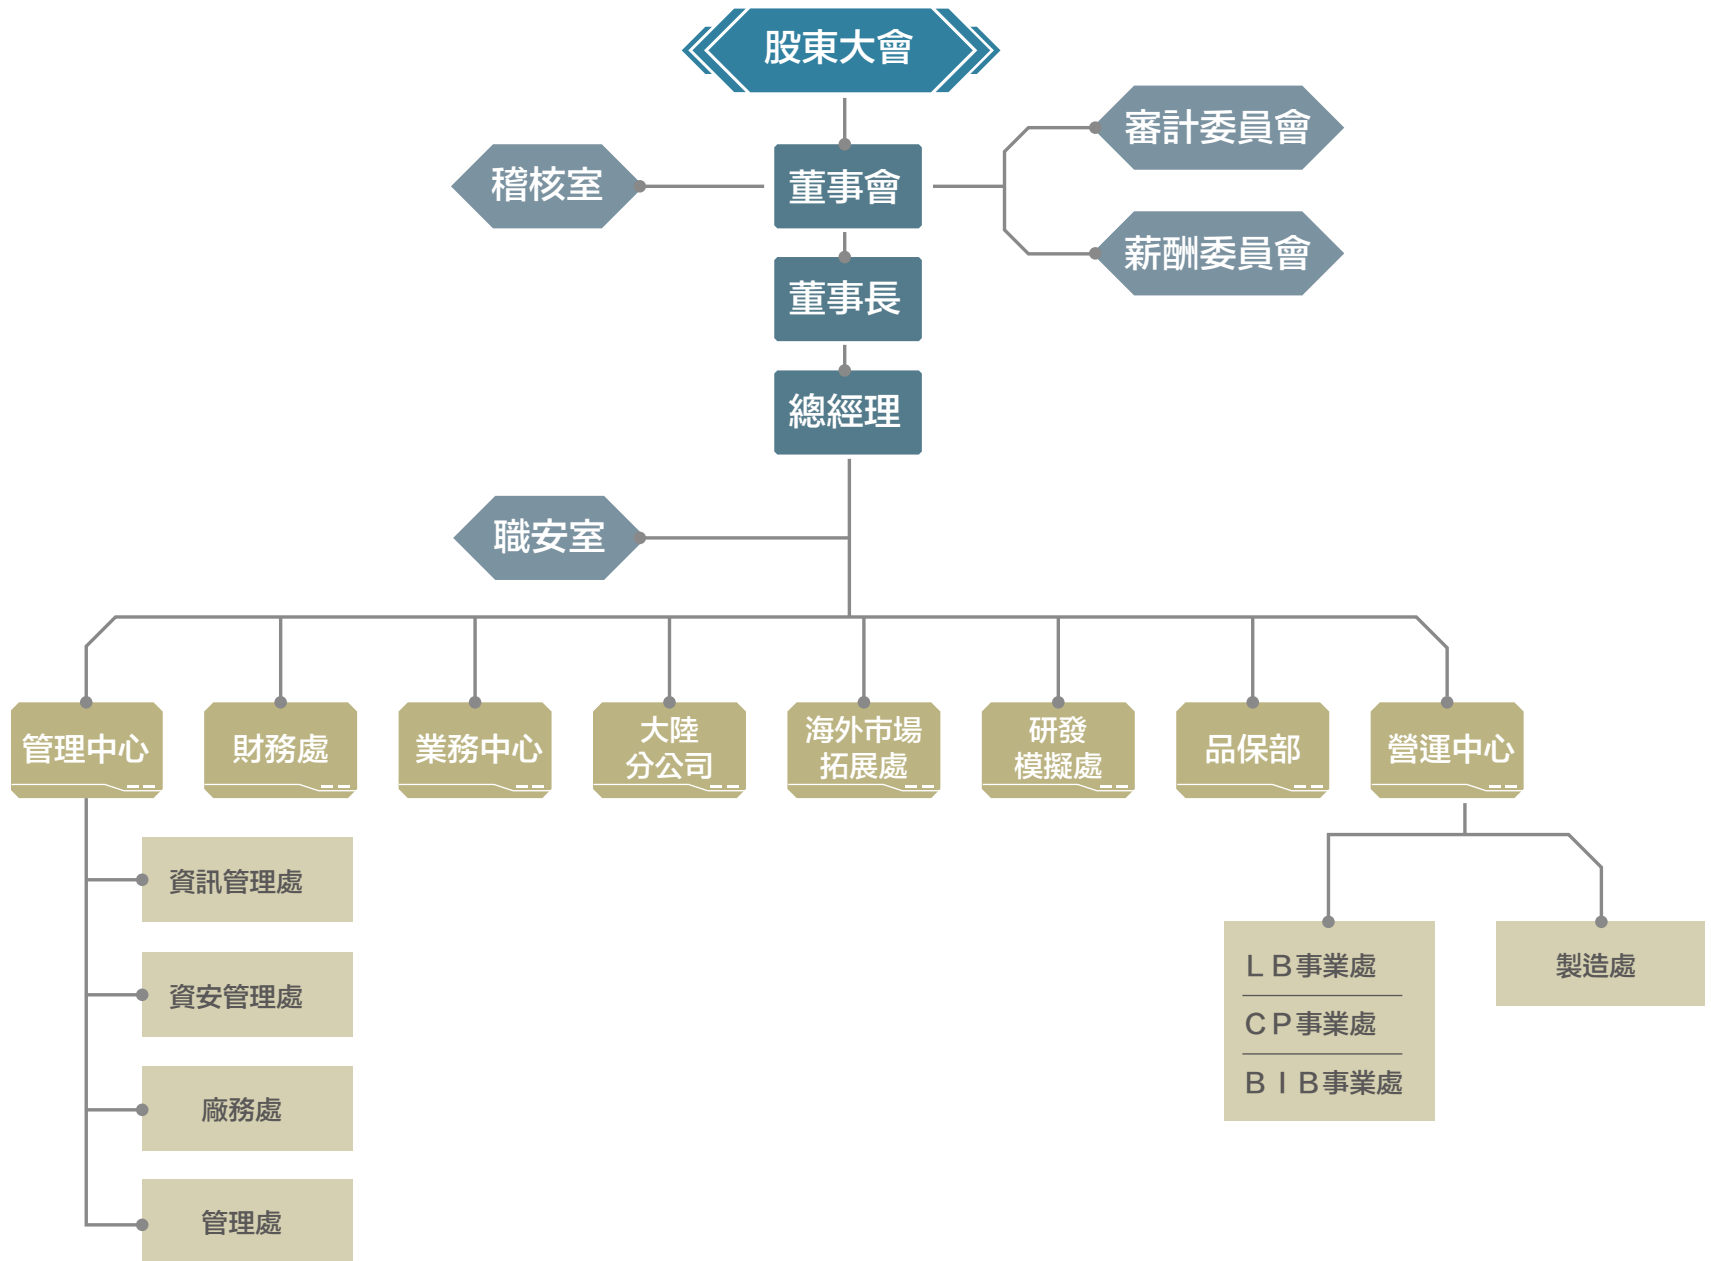 股東大會
審計委員會
稽核室
董事會
薪酬委員會
董事長
總經理
職安室
管理中心
財務處
業務中心
大陸
分公司
海外市場
拓展處
研發
模擬處
品保部
營運中心
資訊管理處
資安管理處
廠務處
管理處
ＬＢ事業處
ＣＰ事業處
ＢＩＢ事業處
製造處